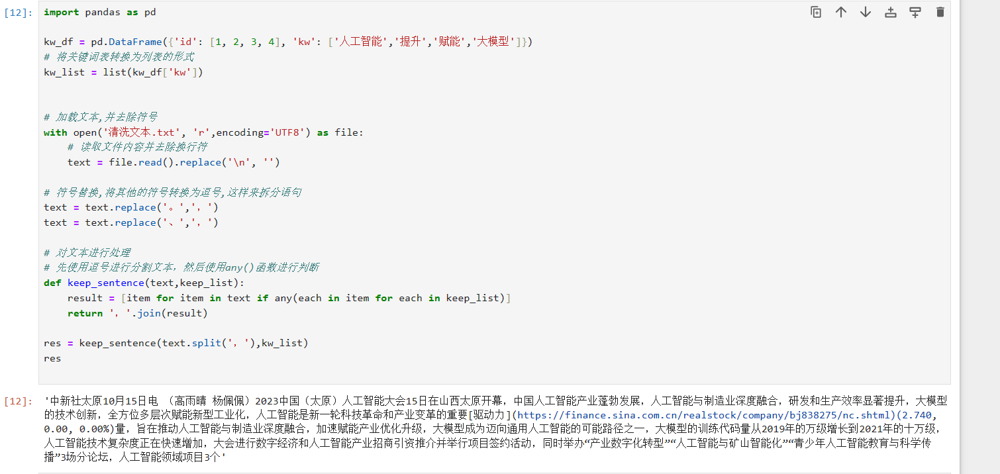 [12]:
import pandas as pd
kw_df = pd.DataFrame({'id': [1, 2, 3, 4], 'kw': ['人工智能','提升','赋能','大模型']})
# 将关键词表转换为列表的形式
kw_list = list(kw_df['kw'])
# 加载文本,并去除符号
with open('清洗文本.txt', 'r',encoding='UTF8') as file:
    # 读取文件内容并去除换行符
    text = file.read().replace('\n', '')
# 符号替换,将其他的符号转换为逗号,这样来拆分语句
text = text.replace('。','，')
text = text.replace('、','，')
# 对文本进行处理
# 先使用逗号进行分割文本，然后使用any()函数进行判断
def keep_sentence(text,keep_list):
    result = [item for item in text if any(each in item for each in keep_list)]
    return '，'.join(result)
res = keep_sentence(text.split('，'),kw_list)
res
[12]:
'中新社太原10月15日电 （高雨晴 杨佩佩）2023中国（太原）人工智能大会15日在山西太原开幕，中国人工智能产业蓬勃发展，人工智能与制造业深度融合，研发和生产效率显著提升，大模型
的技术创新，全方位多层次赋能新型工业化，人工智能是新一轮科技革命和产业变革的重要[驱动力](https://finance.sina.com.cn/realstock/company/bj838275/nc.shtml)(2.740,
0.00, 0.00%)量，旨在推动人工智能与制造业深度融合，加速赋能产业优化升级，大模型成为迈向通用人工智能的可能路径之一，大模型的训练代码量从2019年的万级增长到2021年的十万级，
人工智能技术复杂度正在快速增加，大会进行数字经济和人工智能产业招商引资推介并举行项目签约活动，同时举办“产业数字化转型”“人工智能与矿山智能化”“青少年人工智能教育与科学传
播”3场分论坛，人工智能领域项目3个'